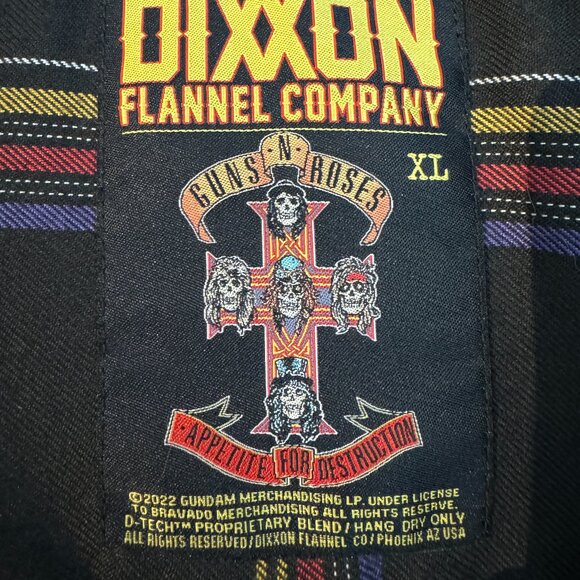 DIXXON
FLANNEL COMPANY
XL
GUNS N' ROSES
APPETITE FOR DESTRUCTION
©2022 GUNDAM MERCHANDISING LP. UNDER LICENSE
TO BRAVADO MERCHANDISING ALL RIGHTS RESERVE.
D-TECH™ PROPRIETARY BLEND / HANG DRY ONLY
ALL RIGHTS RESERVED/DIXXON FLANNEL CO/PHOENIX AZ USA